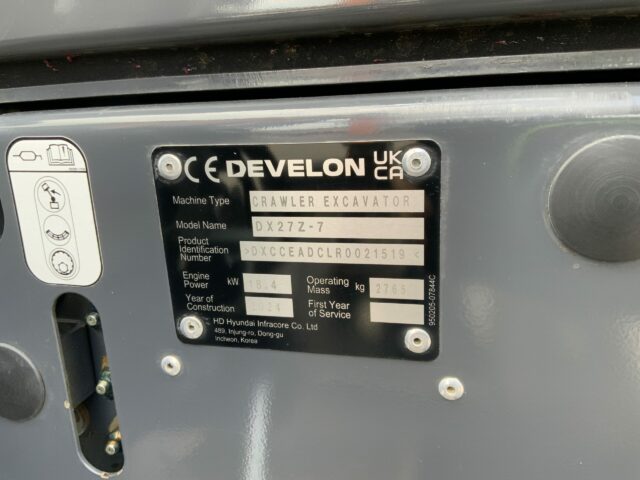 CE DEVELON UK CA
Machine Type CRAWLER EXCAVATOR
Model Name DX27Z-7
Product Identification Number >DXCCEADCLR0021519<
Engine Power kW 18.4 Operating Mass kg 2765
Year of Construction 2024 First Year of Service
HD Hyundai Infracore Co. Ltd
489, Injung-ro, Dong-gu
Incheon, Korea
950205-07844C